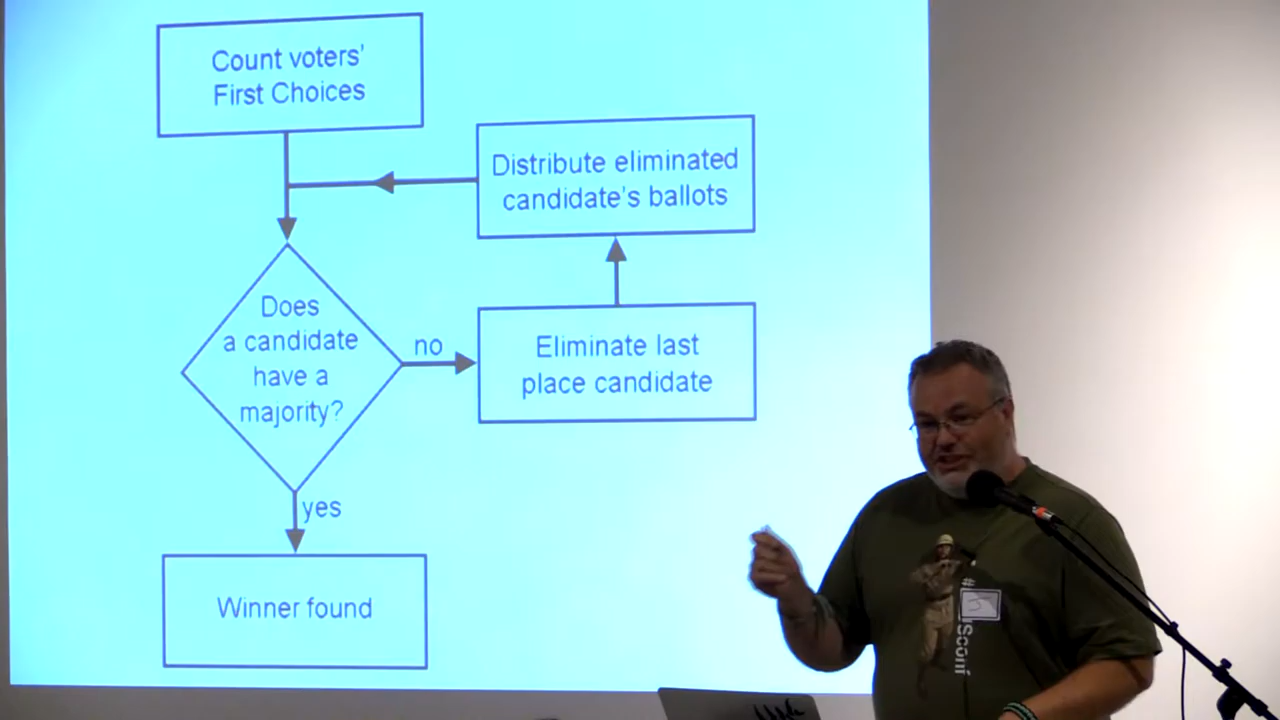 Count voters'
First Choices
Distribute eliminated
candidate's ballots
Does
a candidate
have a
majority?
no
Eliminate last
place candidate
yes
Winner found